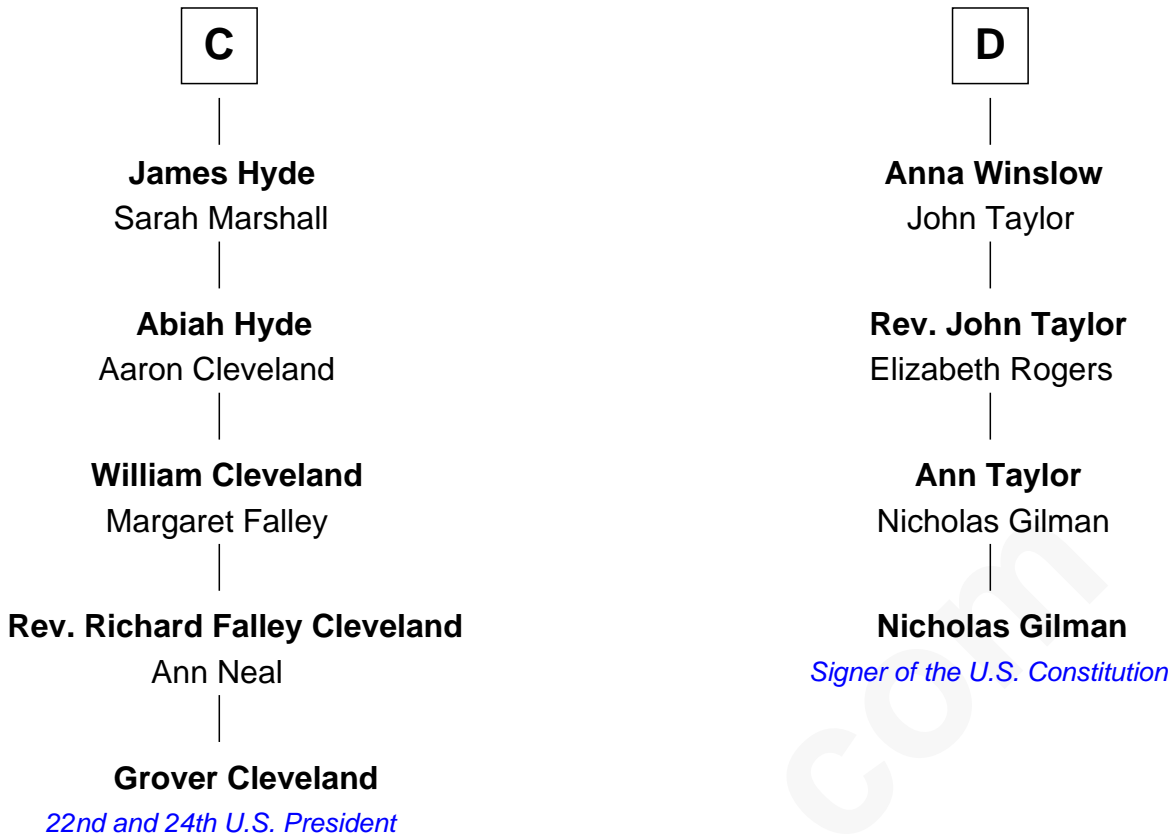 C
James Hyde
Sarah Marshall
Abiah Hyde
Aaron Cleveland
William Cleveland
Margaret Falley
Rev. Richard Falley Cleveland
Ann Neal
Grover Cleveland
22nd and 24th U.S. President
D
Anna Winslow
John Taylor
Rev. John Taylor
Elizabeth Rogers
Ann Taylor
Nicholas Gilman
Nicholas Gilman
Signer of the U.S. Constitution
com